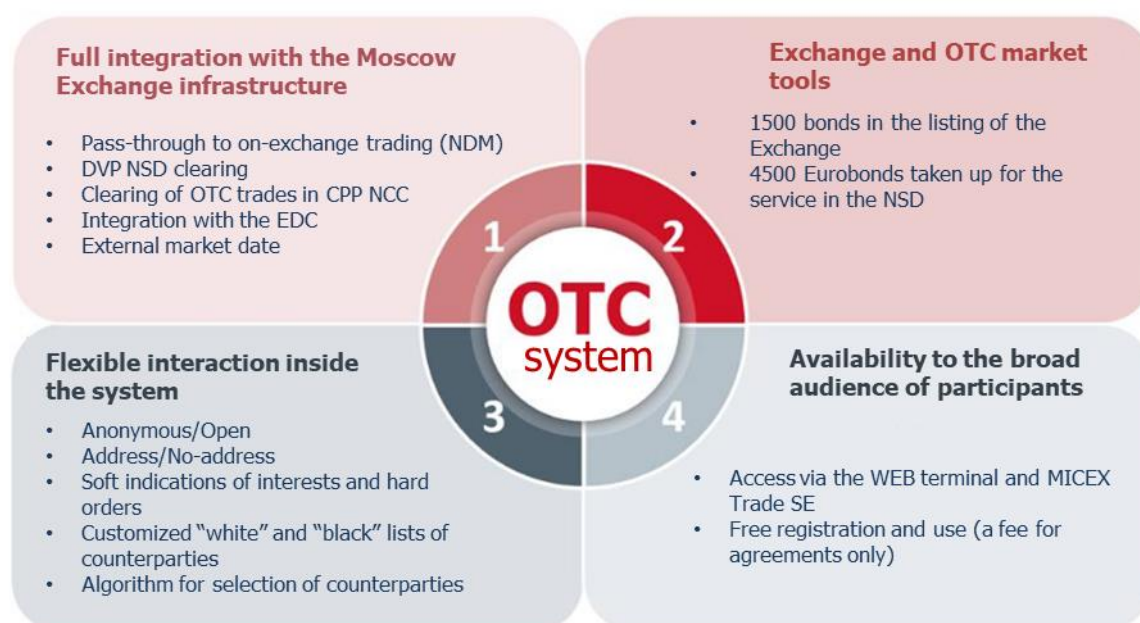 Full integration with the Moscow
Exchange infrastructure
• Pass-through to on-exchange trading (NDM)
• DVP NSD clearing
• Clearing of OTC trades in CPP NCC
• Integration with the EDC
• External market date
Exchange and OTC market
tools
• 1500 bonds in the listing of the
Exchange
• 4500 Eurobonds taken up for the
service in the NSD
1
2
OTC
system
3
4
Flexible interaction inside
the system
• Anonymous/Open
• Address/No-address
• Soft indications of interests and hard
orders
• Customized “white” and “black” lists of
counterparties
• Algorithm for selection of counterparties
Availability to the broad
audience of participants
• Access via the WEB terminal and MICEX
Trade SE
• Free registration and use (a fee for
agreements only)